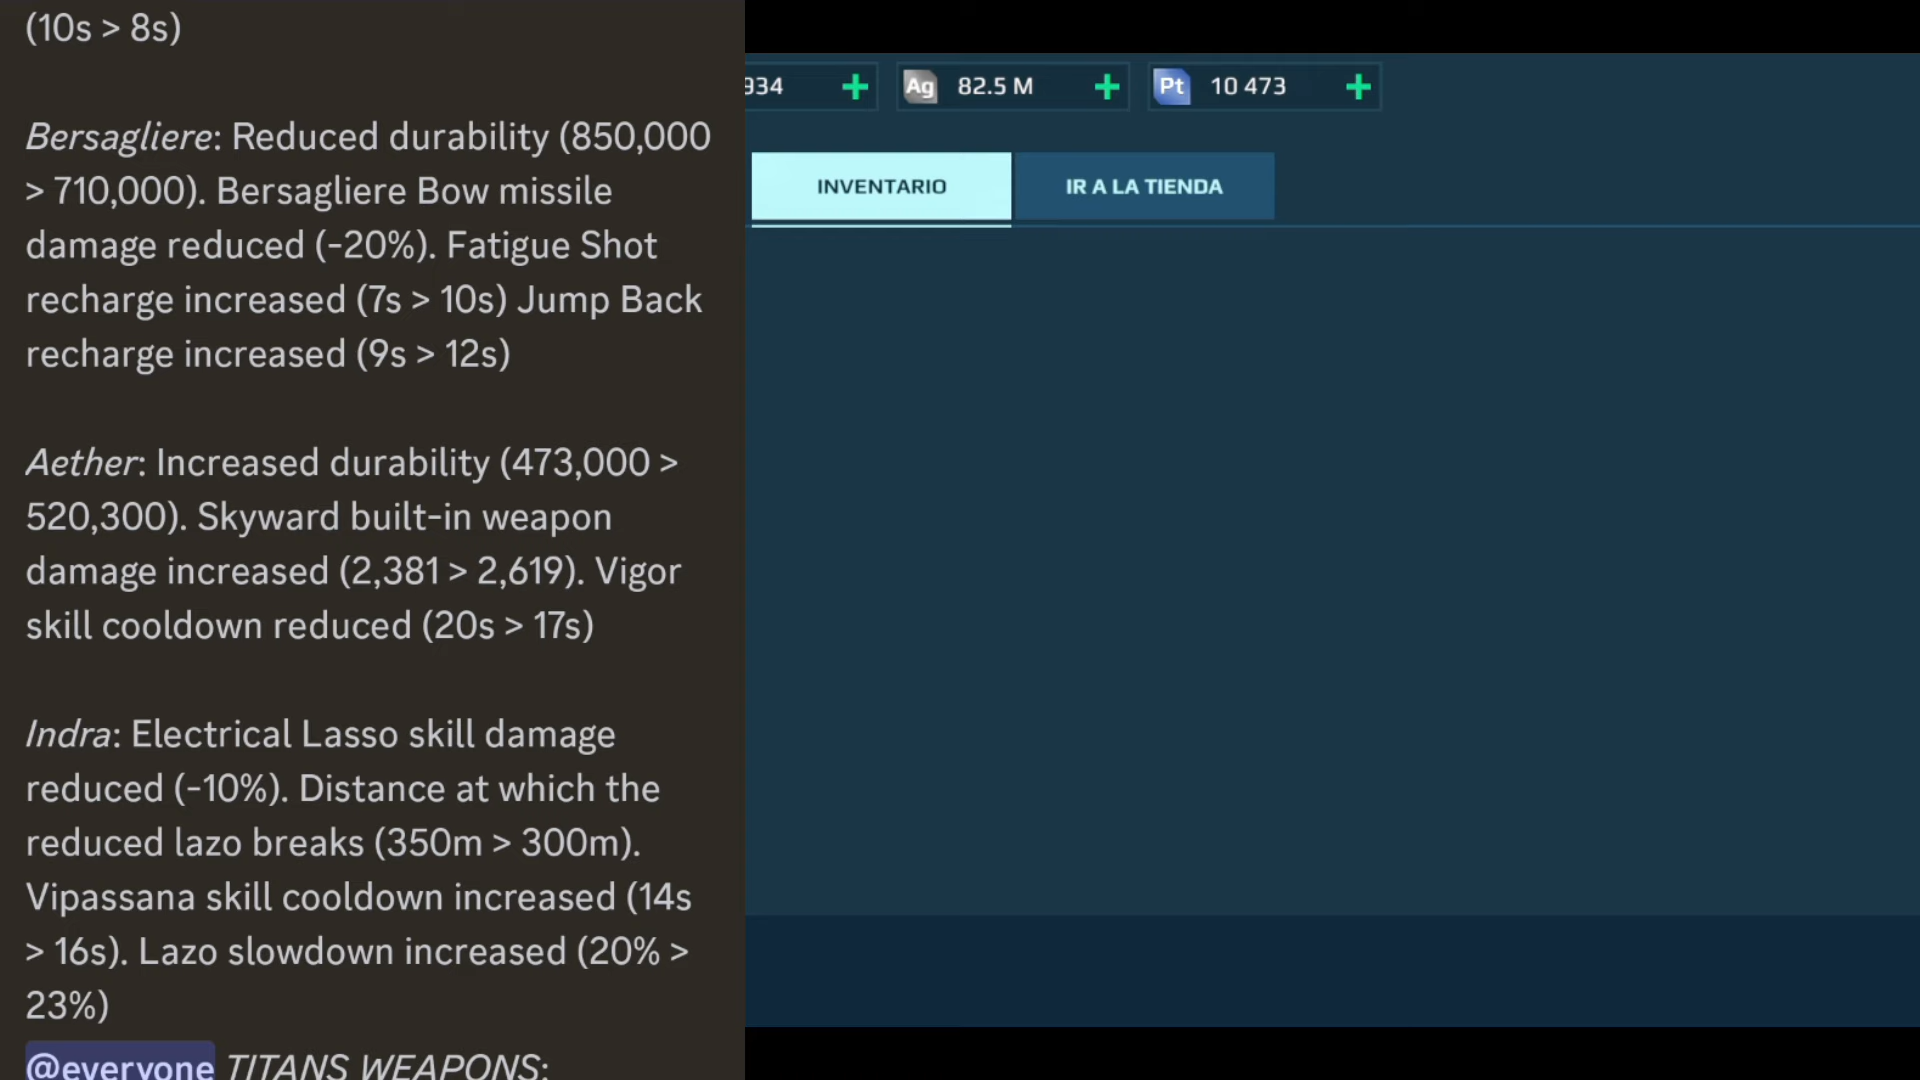 (10s > 8s)
Bersagliere: Reduced durability (850,000
> 710,000). Bersagliere Bow missile
damage reduced (-20%). Fatigue Shot
recharge increased (7s > 10s) Jump Back
recharge increased (9s > 12s)
Aether: Increased durability (473,000 >
520,300). Skyward built-in weapon
damage increased (2,381 > 2,619). Vigor
skill cooldown reduced (20s > 17s)
Indra: Electrical Lasso skill damage
reduced (-10%). Distance at which the
reduced lazo breaks (350m > 300m).
Vipassana skill cooldown increased (14s
> 16s). Lazo slowdown increased (20% >
23%)
@everyone TITANS WEAPONS:
934 + Ag 82.5 M + Pt 10 473 +
INVENTARIO IR A LA TIENDA